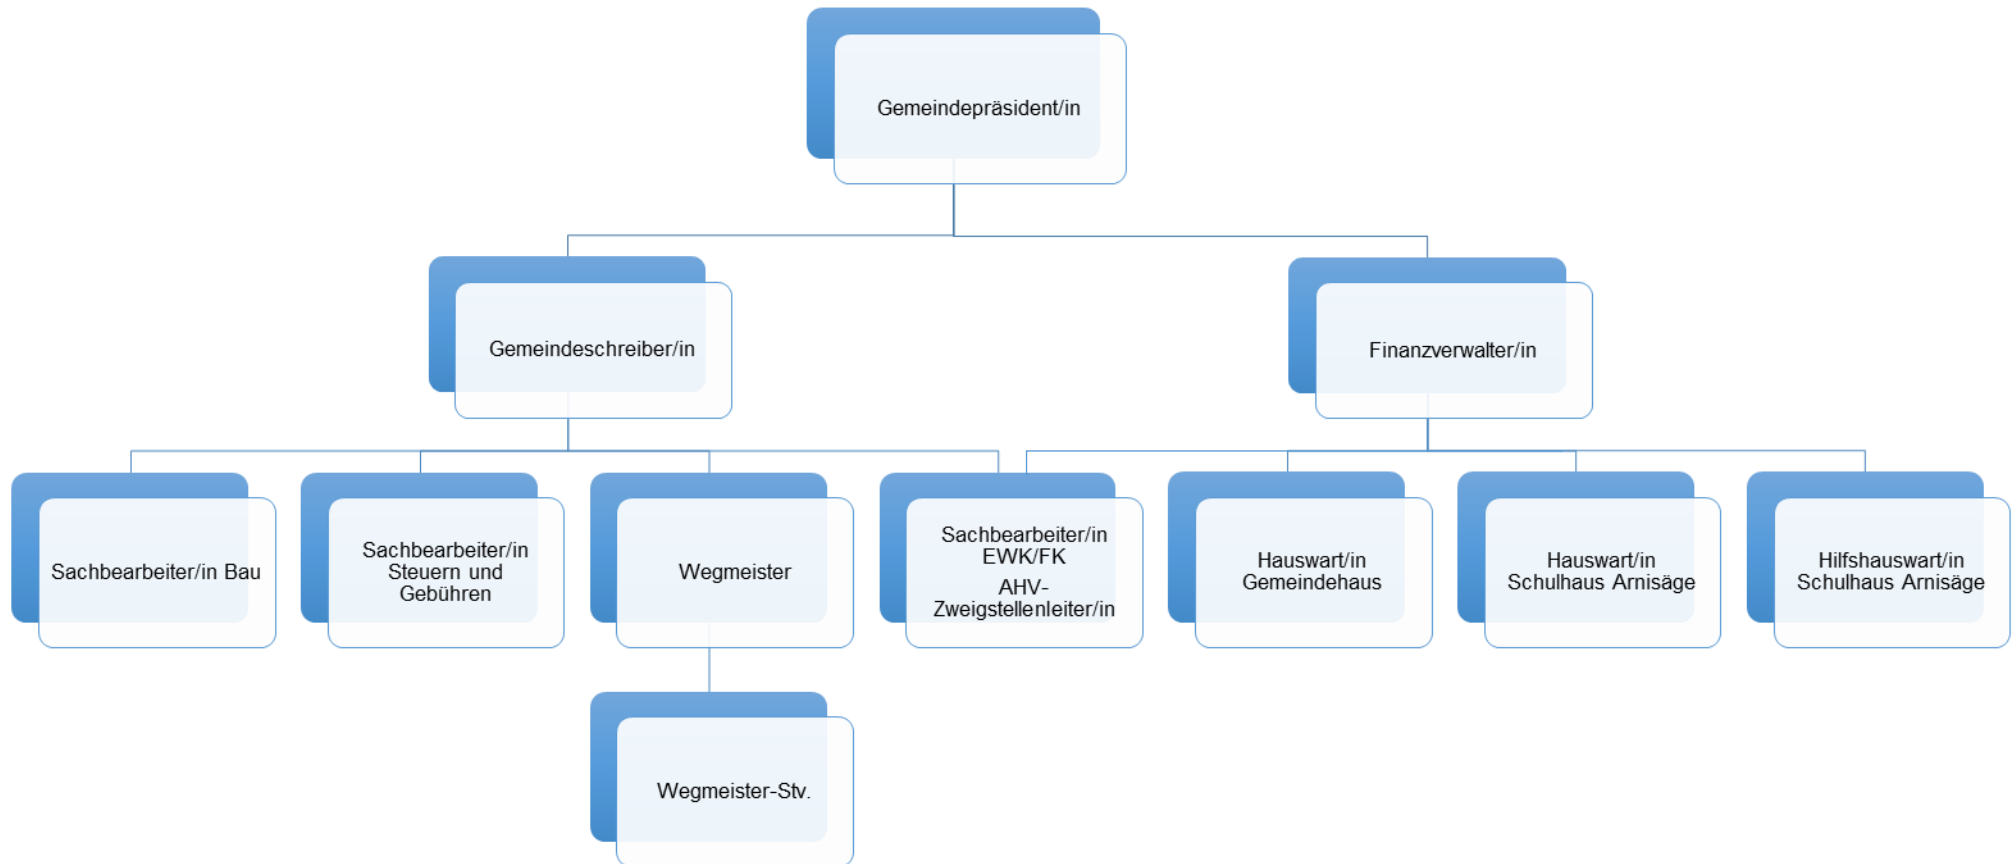 Gemeindepräsident/in
Gemeindeschreiber/in
Finanzverwalter/in
Sachbearbeiter/in Bau
Sachbearbeiter/in
Steuern und
Gebühren
Wegmeister
Sachbearbeiter/in
EWK/FK
AHV-
Zweigstellenleiter/in
Hauswart/in
Gemeindehaus
Hauswart/in
Schulhaus Arnisäge
Hilfshauswart/in
Schulhaus Arnisäge
Wegmeister-Stv.